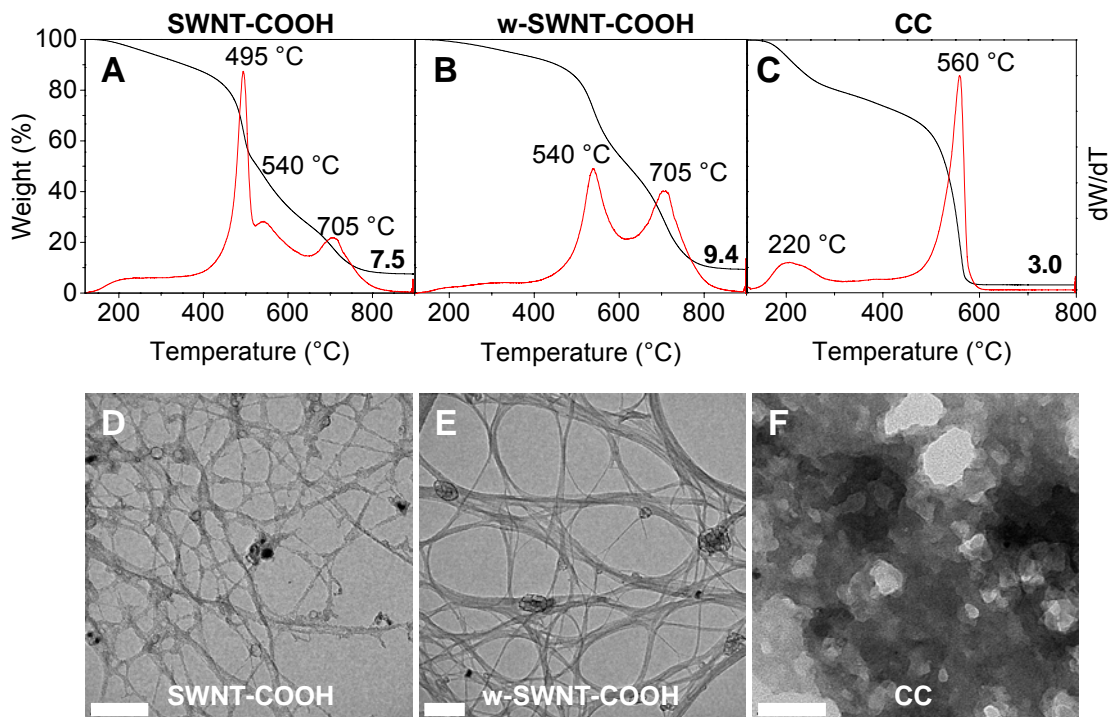 SWNT-COOH
w-SWNT-COOH
CC
A
495 °C
540 °C
705 °C
7.5
B
540 °C
705 °C
9.4
C
560 °C
220 °C
3.0
100
80
60
40
20
0
Weight (%)
dW/dT
200 400 600 800
200 400 600 800
200 400 600 800
Temperature (°C)
Temperature (°C)
Temperature (°C)
D
SWNT-COOH
E
w-SWNT-COOH
F
CC